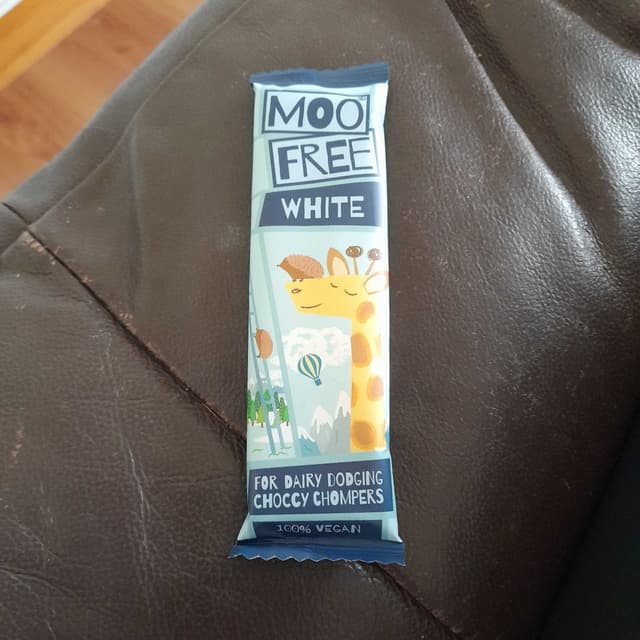 MOO
FREE
WHITE
FOR DAIRY DODGING
CHOCCY CHOMPERS
100% VEGAN